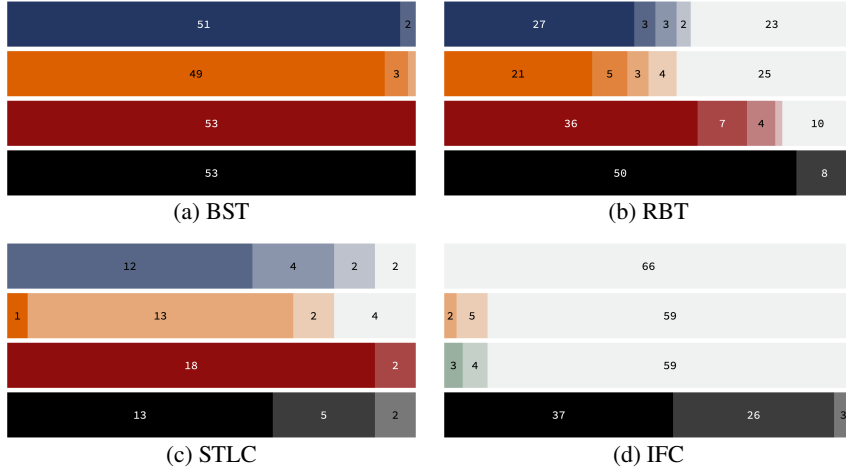 51 2
49 3
53
53
(a) BST
27 3 3 2 23
21 5 3 4 25
36 7 4 10
50 8
(b) RBT
12 4 2 2
1 13 2 4
18 2
13 5 2
(c) STLC
66
2 5 59
3 4 59
37 26 3
(d) IFC